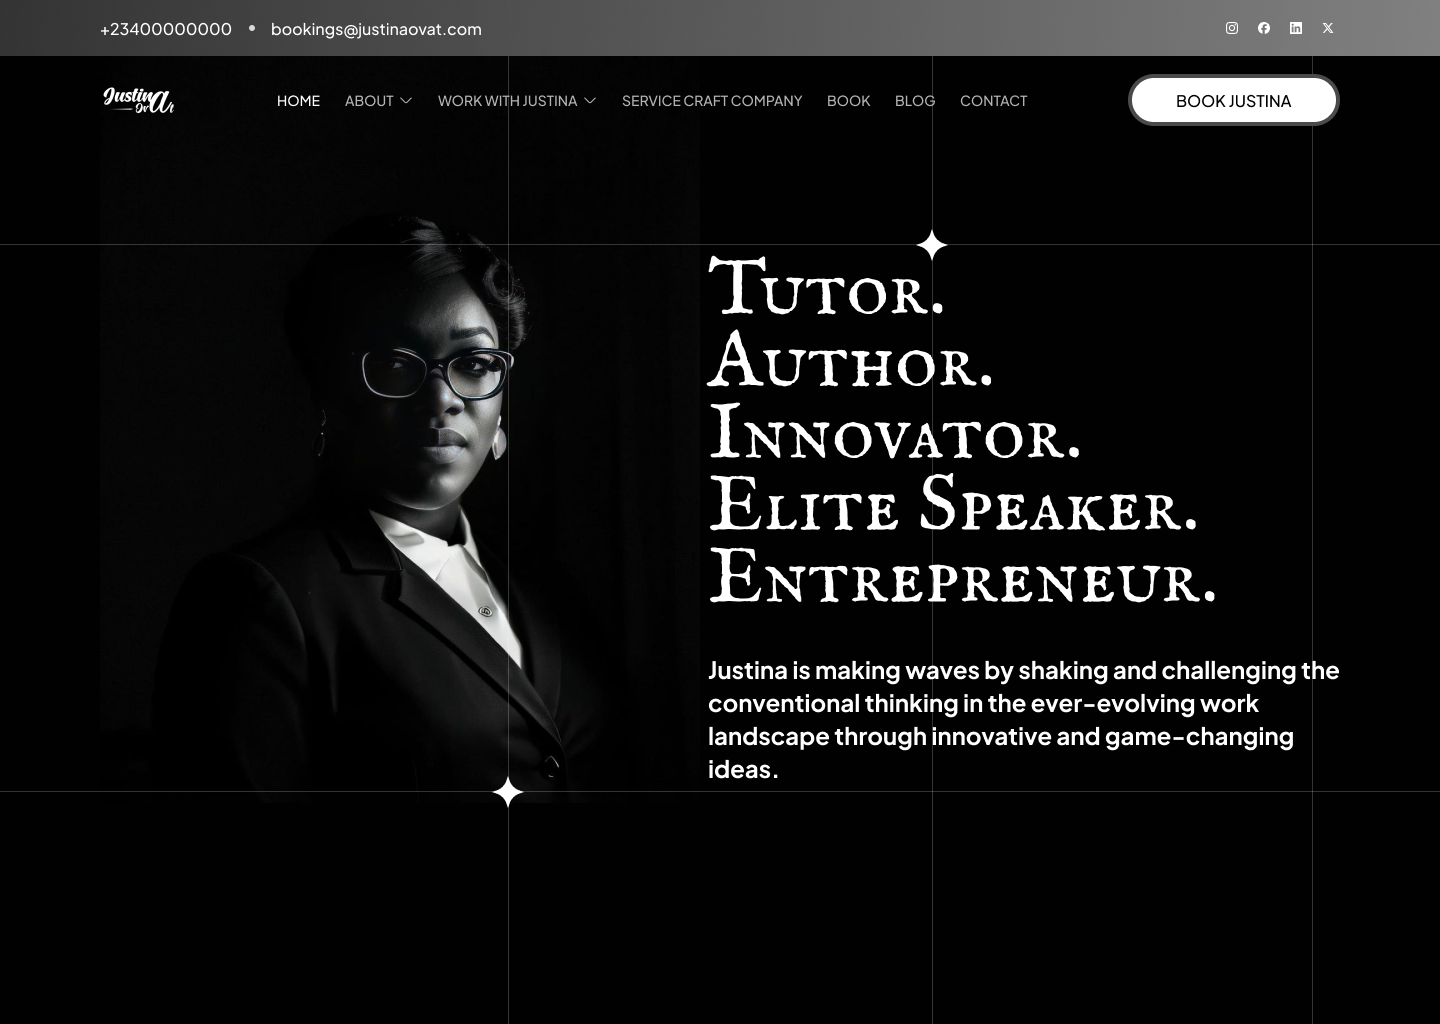 +23400000000 • bookings@justinaovat.com
Justina
Ovat
HOME ABOUT WORK WITH JUSTINA SERVICE CRAFT COMPANY BOOK BLOG CONTACT
BOOK JUSTINA
Tutor.
Author.
Innovator.
Elite Speaker.
Entrepreneur.
Justina is making waves by shaking and challenging the
conventional thinking in the ever-evolving work
landscape through innovative and game-changing
ideas.